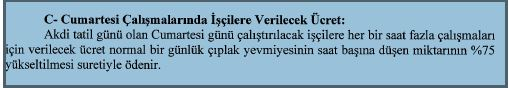 C- Cumartesi Çalışmalarında İşçilere Verilecek Ücret:
Akdi tatil günü olan Cumartesi günü çalıştırılacak işçilere her bir saat fazla çalışmaları
için verilecek ücret normal bir günlük çıplak yevmiyesinin saat başına düşen miktarının %75
yükseltilmesi suretiyle ödenir.